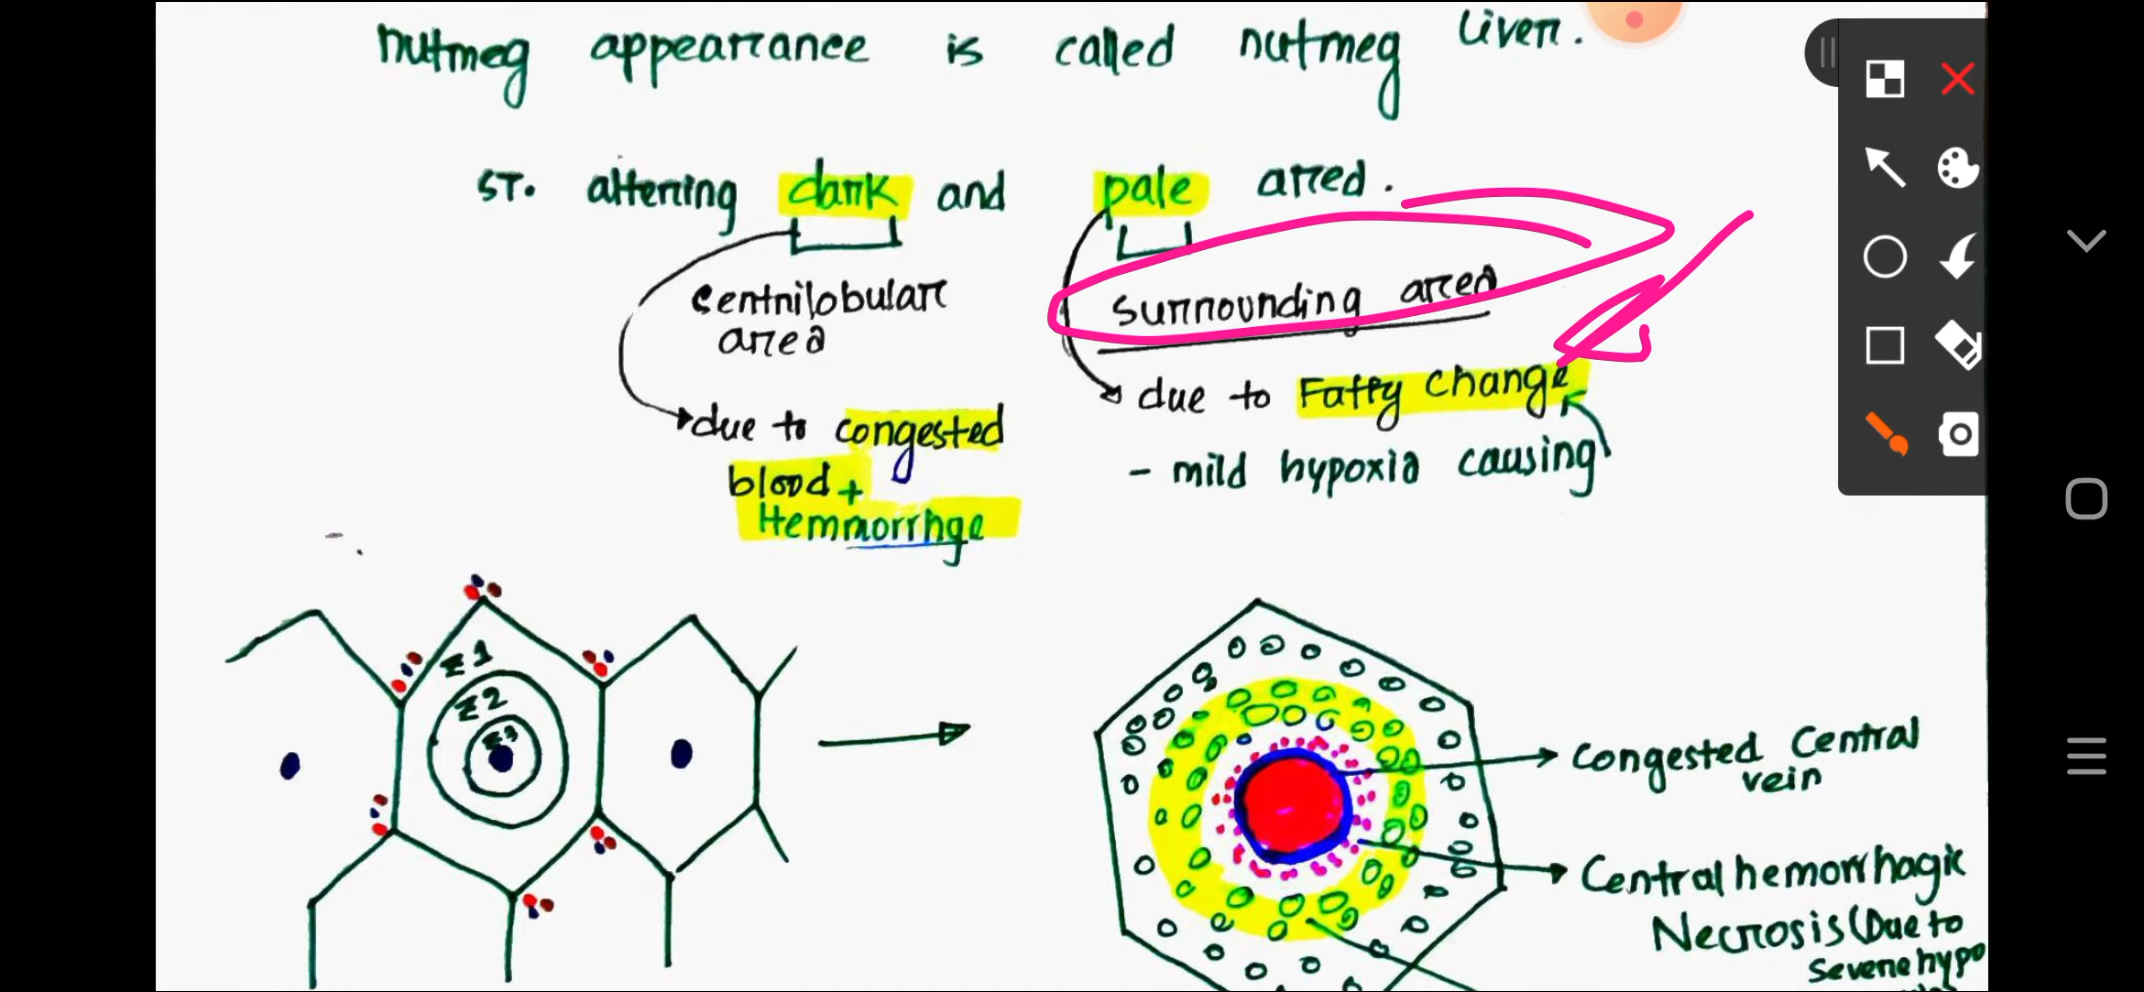 nutmeg appearance is called nutmeg liver.
ST. altering dark and pale area.
Centrilobular
area
surrounding area
due to congested
blood +
Hemmorrhge
due to Fatty change
- mild hypoxia causing
Z1
Z2
Z3
Congested Central
vein
Central hemorrhagic
Necrosis (Due to
Severe hypo